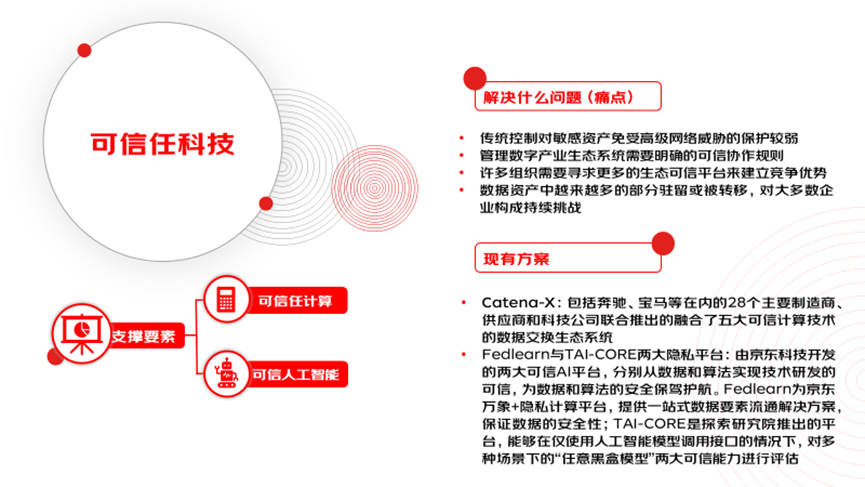 可信任科技
支撑要素
可信任计算
可信人工智能
解决什么问题（痛点）
• 传统控制对敏感资产免受高级网络威胁的保护较弱
• 管理数字产业生态系统需要明确的可信协作规则
• 许多组织需要寻求更多的生态可信平台来建立竞争优势
• 数据资产中越来越多的部分驻留或被转移，对大多数企
业构成持续挑战
现有方案
• Catena-X：包括奔驰、宝马等在内的28个主要制造商、
供应商和科技公司联合推出的融合了五大可信计算技术
的数据交换生态系统
• Fedlearn与TAI-CORE两大隐私平台：由京东科技开发
的两大可信AI平台，分别从数据和算法实现技术研发的
可信，为数据和算法的安全保驾护航。Fedlearn为京东
万象+隐私计算平台，提供一站式数据要素流通解决方案，
保证数据的安全性；TAI-CORE是探索研究院推出的平
台，能够在仅使用人工智能模型调用接口的情况下，对多
种场景下的“任意黑盒模型”两大可信能力进行评估